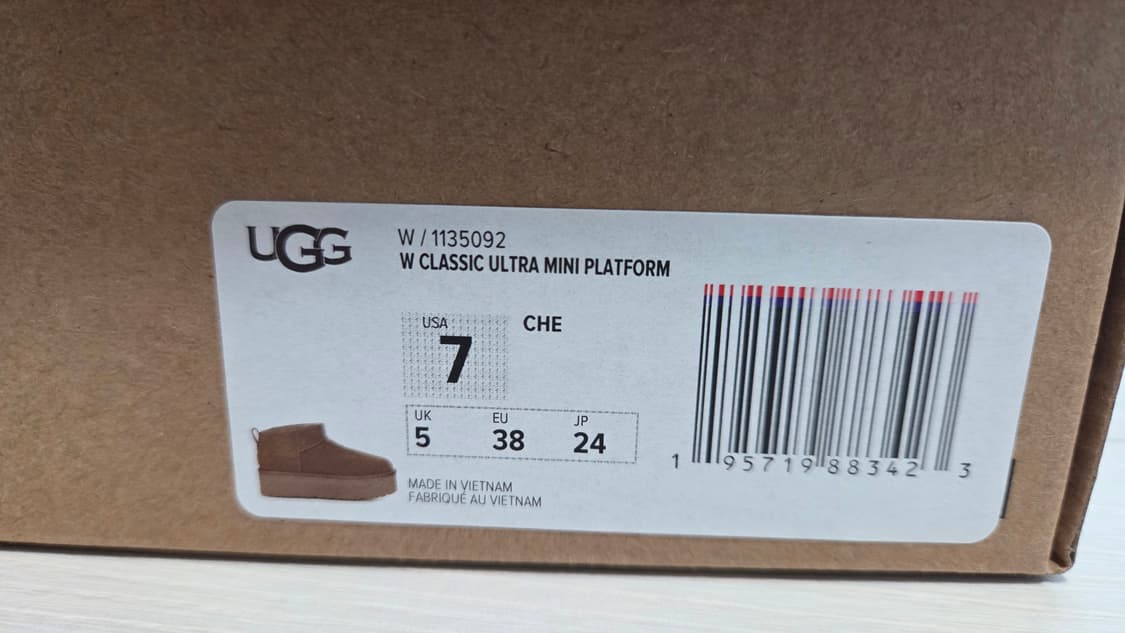 UGG
W / 1135092
W CLASSIC ULTRA MINI PLATFORM
USA
7
CHE
UK EU JP
5 38 24
MADE IN VIETNAM
FABRIQUÉ AU VIETNAM
1 95719 88342 3